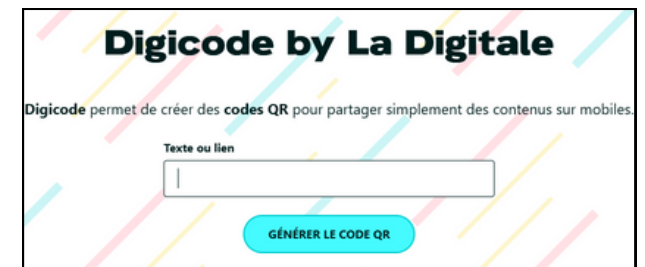 Digicode by La Digitale
Digicode permet de créer des codes QR pour partager simplement des contenus sur mobiles.
Texte ou lien
GÉNÉRER LE CODE QR